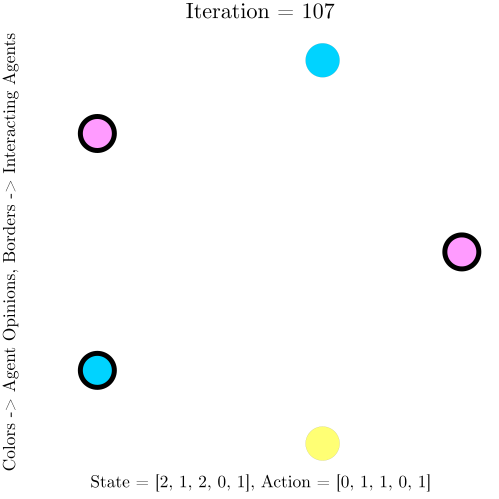 Iteration = 107
Colors -> Agent Opinions, Borders -> Interacting Agents
State = [2, 1, 2, 0, 1], Action = [0, 1, 1, 0, 1]